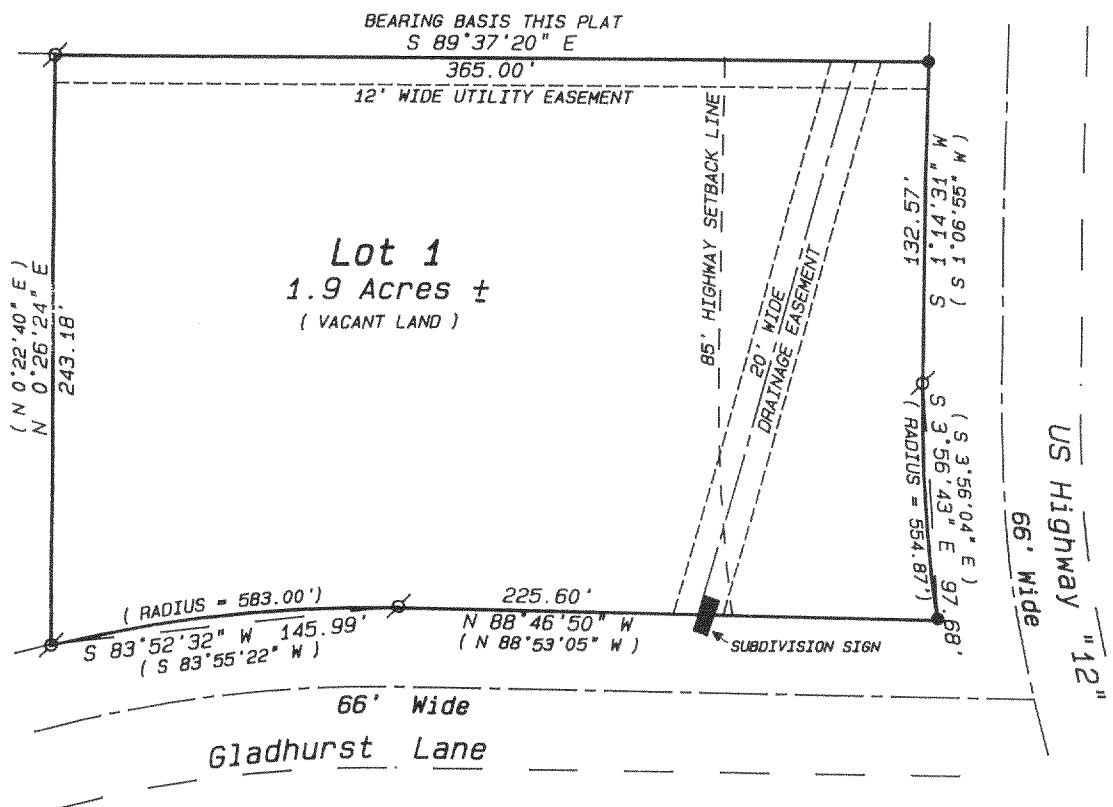 BEARING BASIS THIS PLAT
S 89°37'20" E
365.00'
12' WIDE UTILITY EASEMENT
Lot 1
1.9 Acres ±
( VACANT LAND )
( N 0°22'40" E )
N 0°26'24" E
243.18'
85' HIGHWAY SETBACK LINE
20' WIDE
DRAINAGE EASEMENT
132.57'
S 1°14'31" W
( S 1°06'55" W )
( S 3°56'04" E )
S 3°56'43" E 97.68'
( RADIUS = 554.87' )
US Highway "12"
66' Wide
( RADIUS = 583.00' )
S 83°52'32" W 145.99'
( S 83°55'22" W )
225.60'
N 88°46'50" W
( N 88°53'05" W )
SUBDIVISION SIGN
66' Wide
Gladhurst Lane